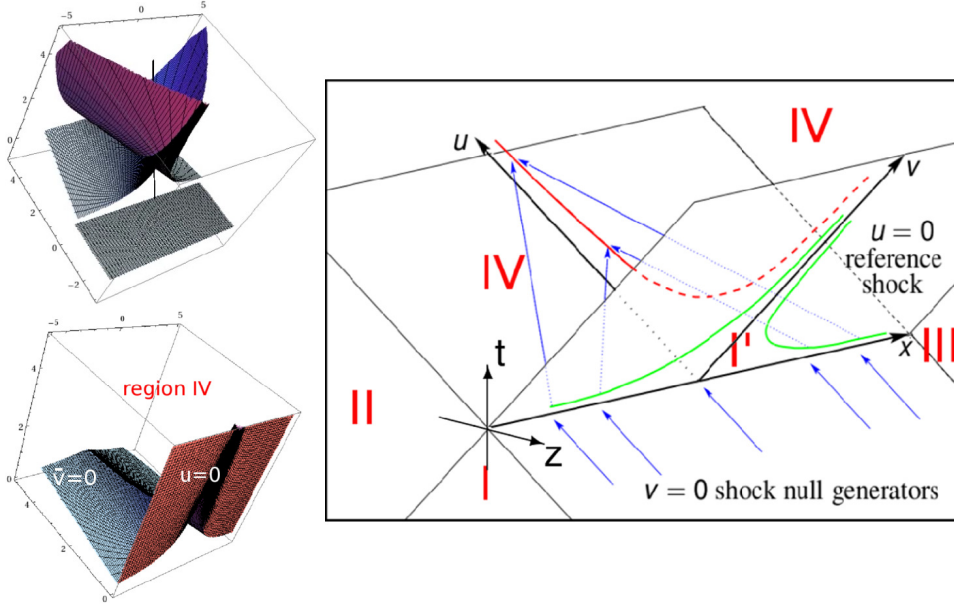 −5
0
5
4
2
0
4
2
0
−2
−5
0
5
4
2
0
2
4
0
region IV
v̄=0
u=0
IV
u
v
u = 0
reference
shock
IV
I'
x
III
t
II
z
I
v = 0 shock null generators